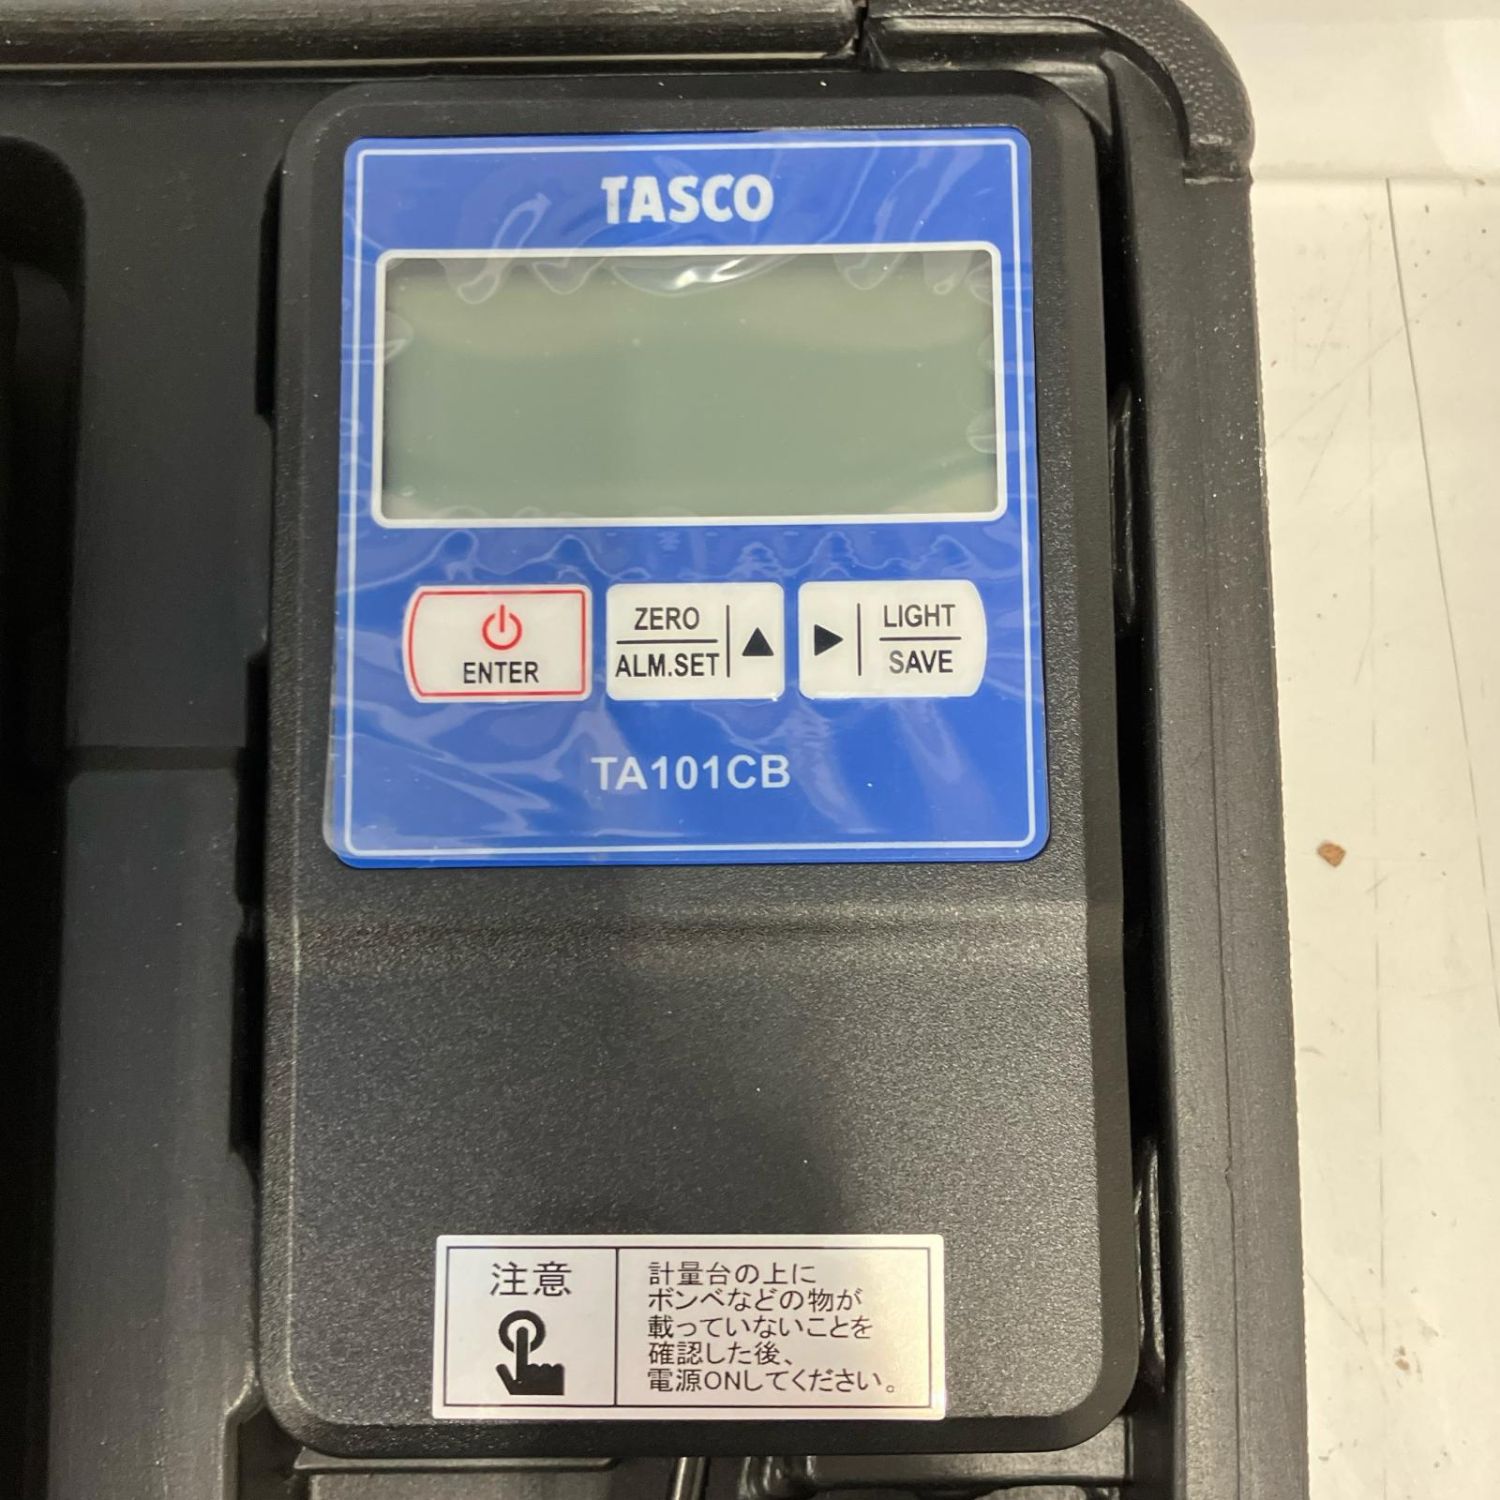 TASCO
ENTER
ZERO
ALM.SET
LIGHT
SAVE
TA101CB
注意
計量台の上に
ボンベなどの物が
載っていないことを
確認した後、
電源ONしてください。